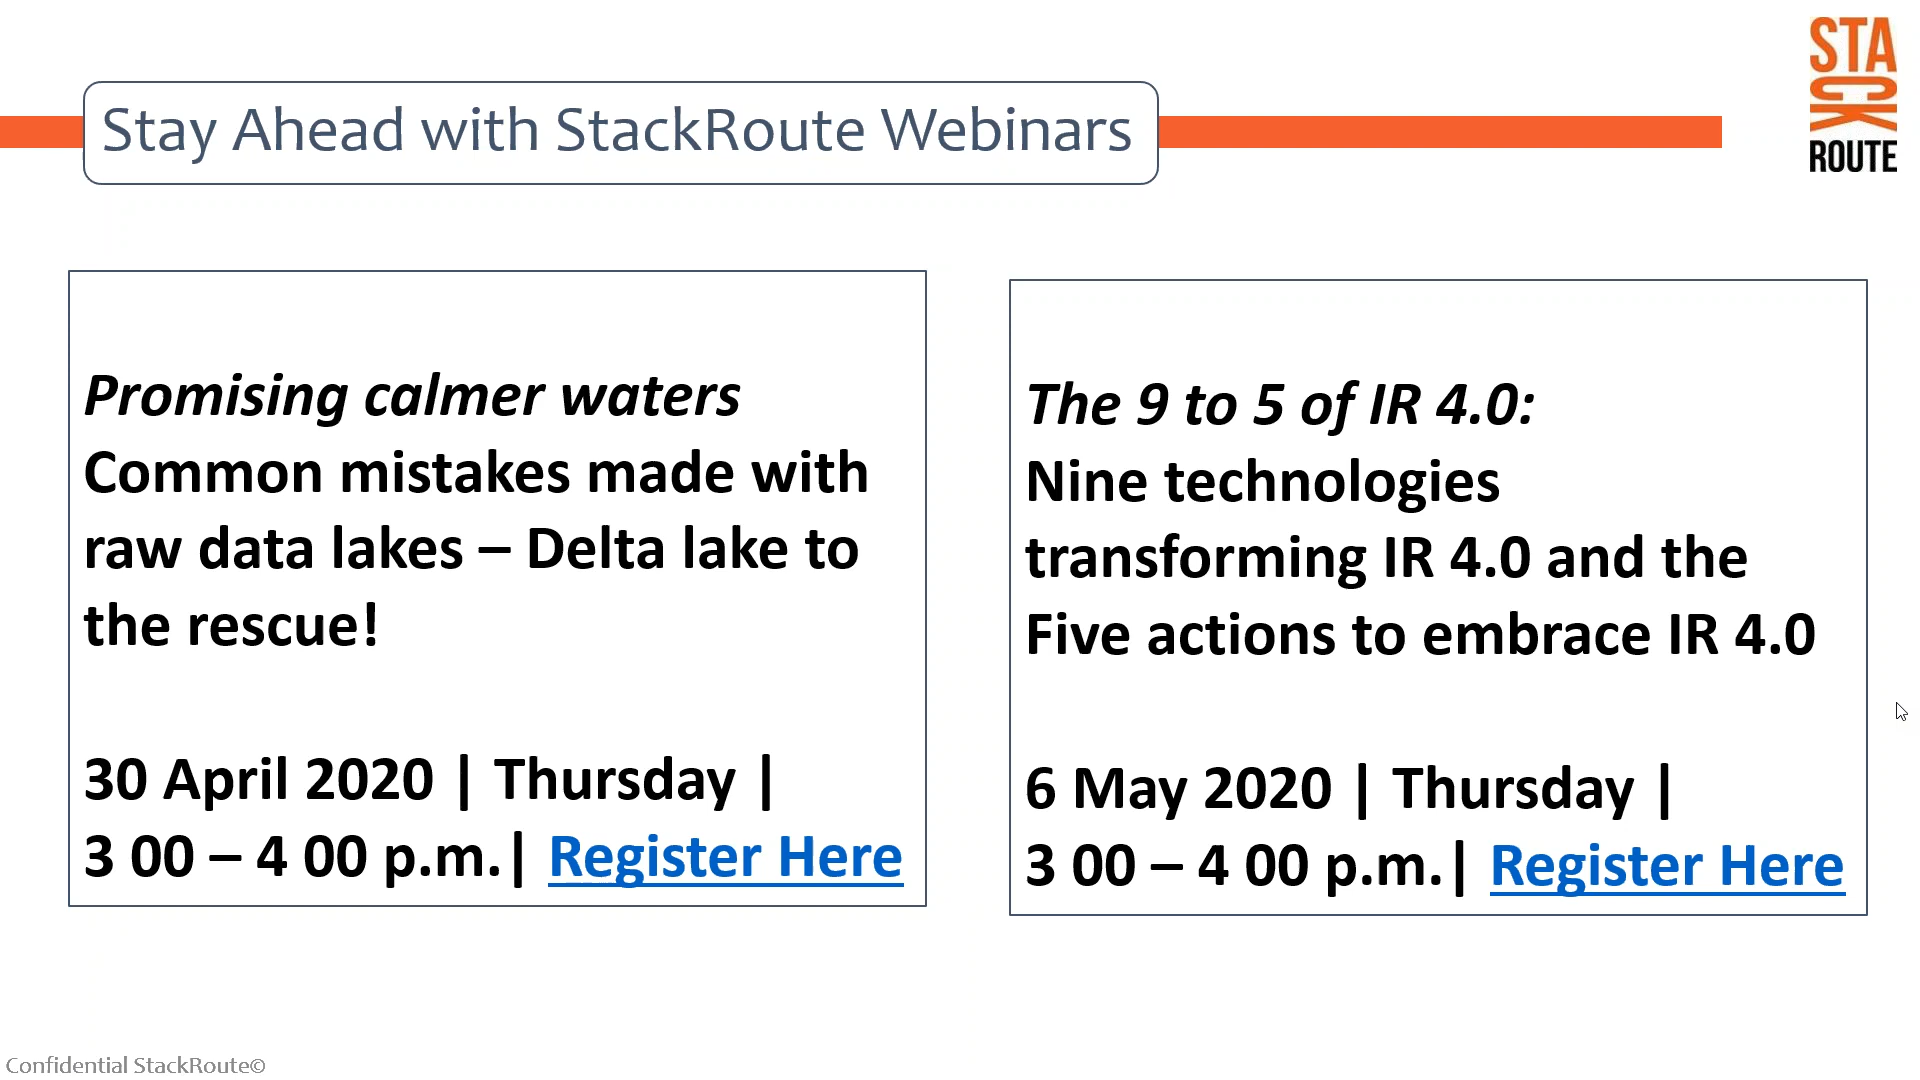 Stay Ahead with StackRoute Webinars
STA
CK
ROUTE
Promising calmer waters
Common mistakes made with
raw data lakes – Delta lake to
the rescue!
30 April 2020 | Thursday |
3 00 – 4 00 p.m.| Register Here
The 9 to 5 of IR 4.0:
Nine technologies
transforming IR 4.0 and the
Five actions to embrace IR 4.0
6 May 2020 | Thursday |
3 00 – 4 00 p.m.| Register Here
Confidential StackRoute©